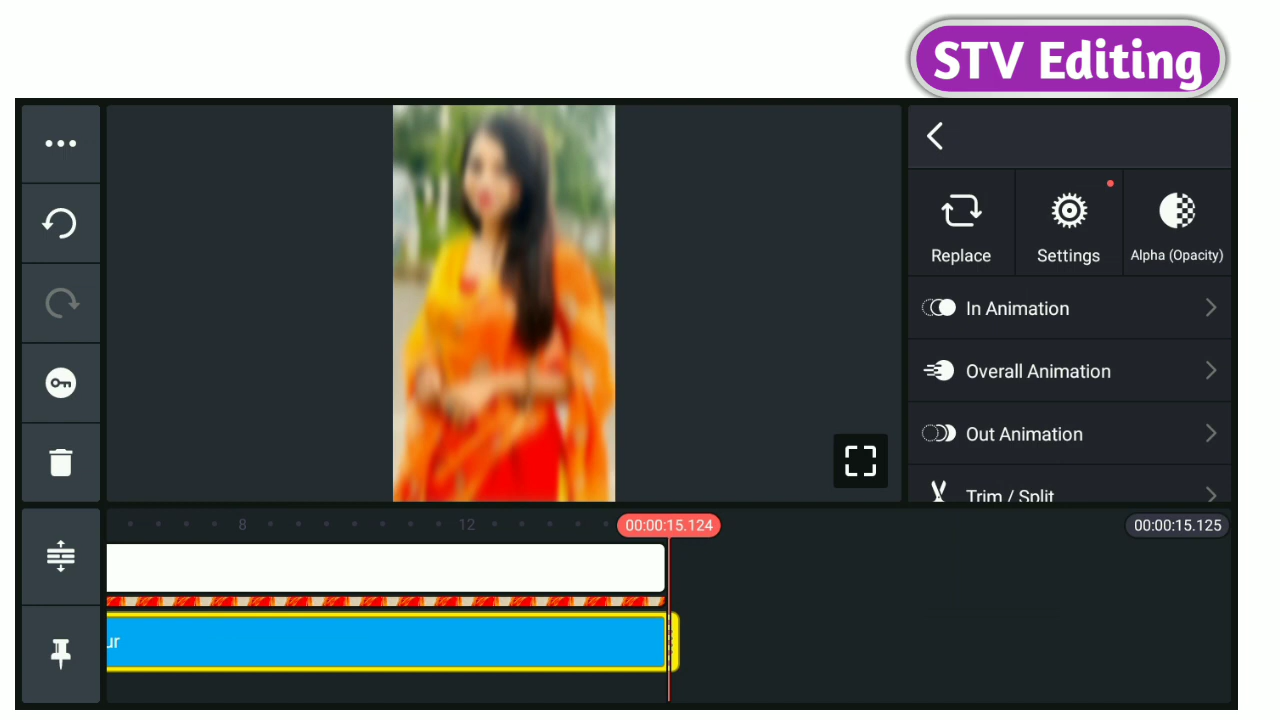 STV Editing
Replace
Settings
Alpha (Opacity)
In Animation
Overall Animation
Out Animation
Trim / Split
8
12
00:00:15.124
00:00:15.125
ur